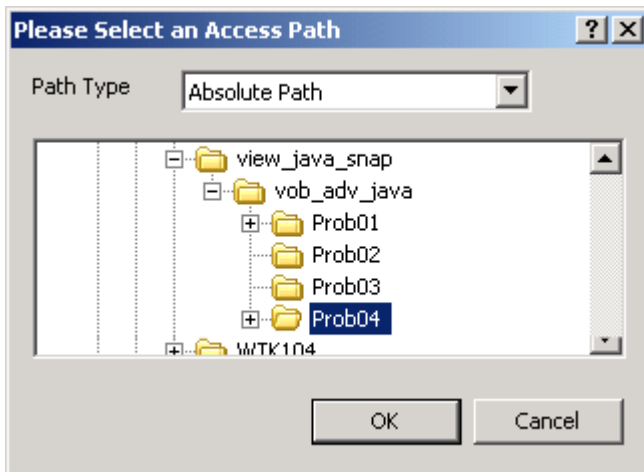 Please Select an Access Path
Path Type Absolute Path
view_java_snap
vob_adv_java
Prob01
Prob02
Prob03
Prob04
WTK104
OK Cancel